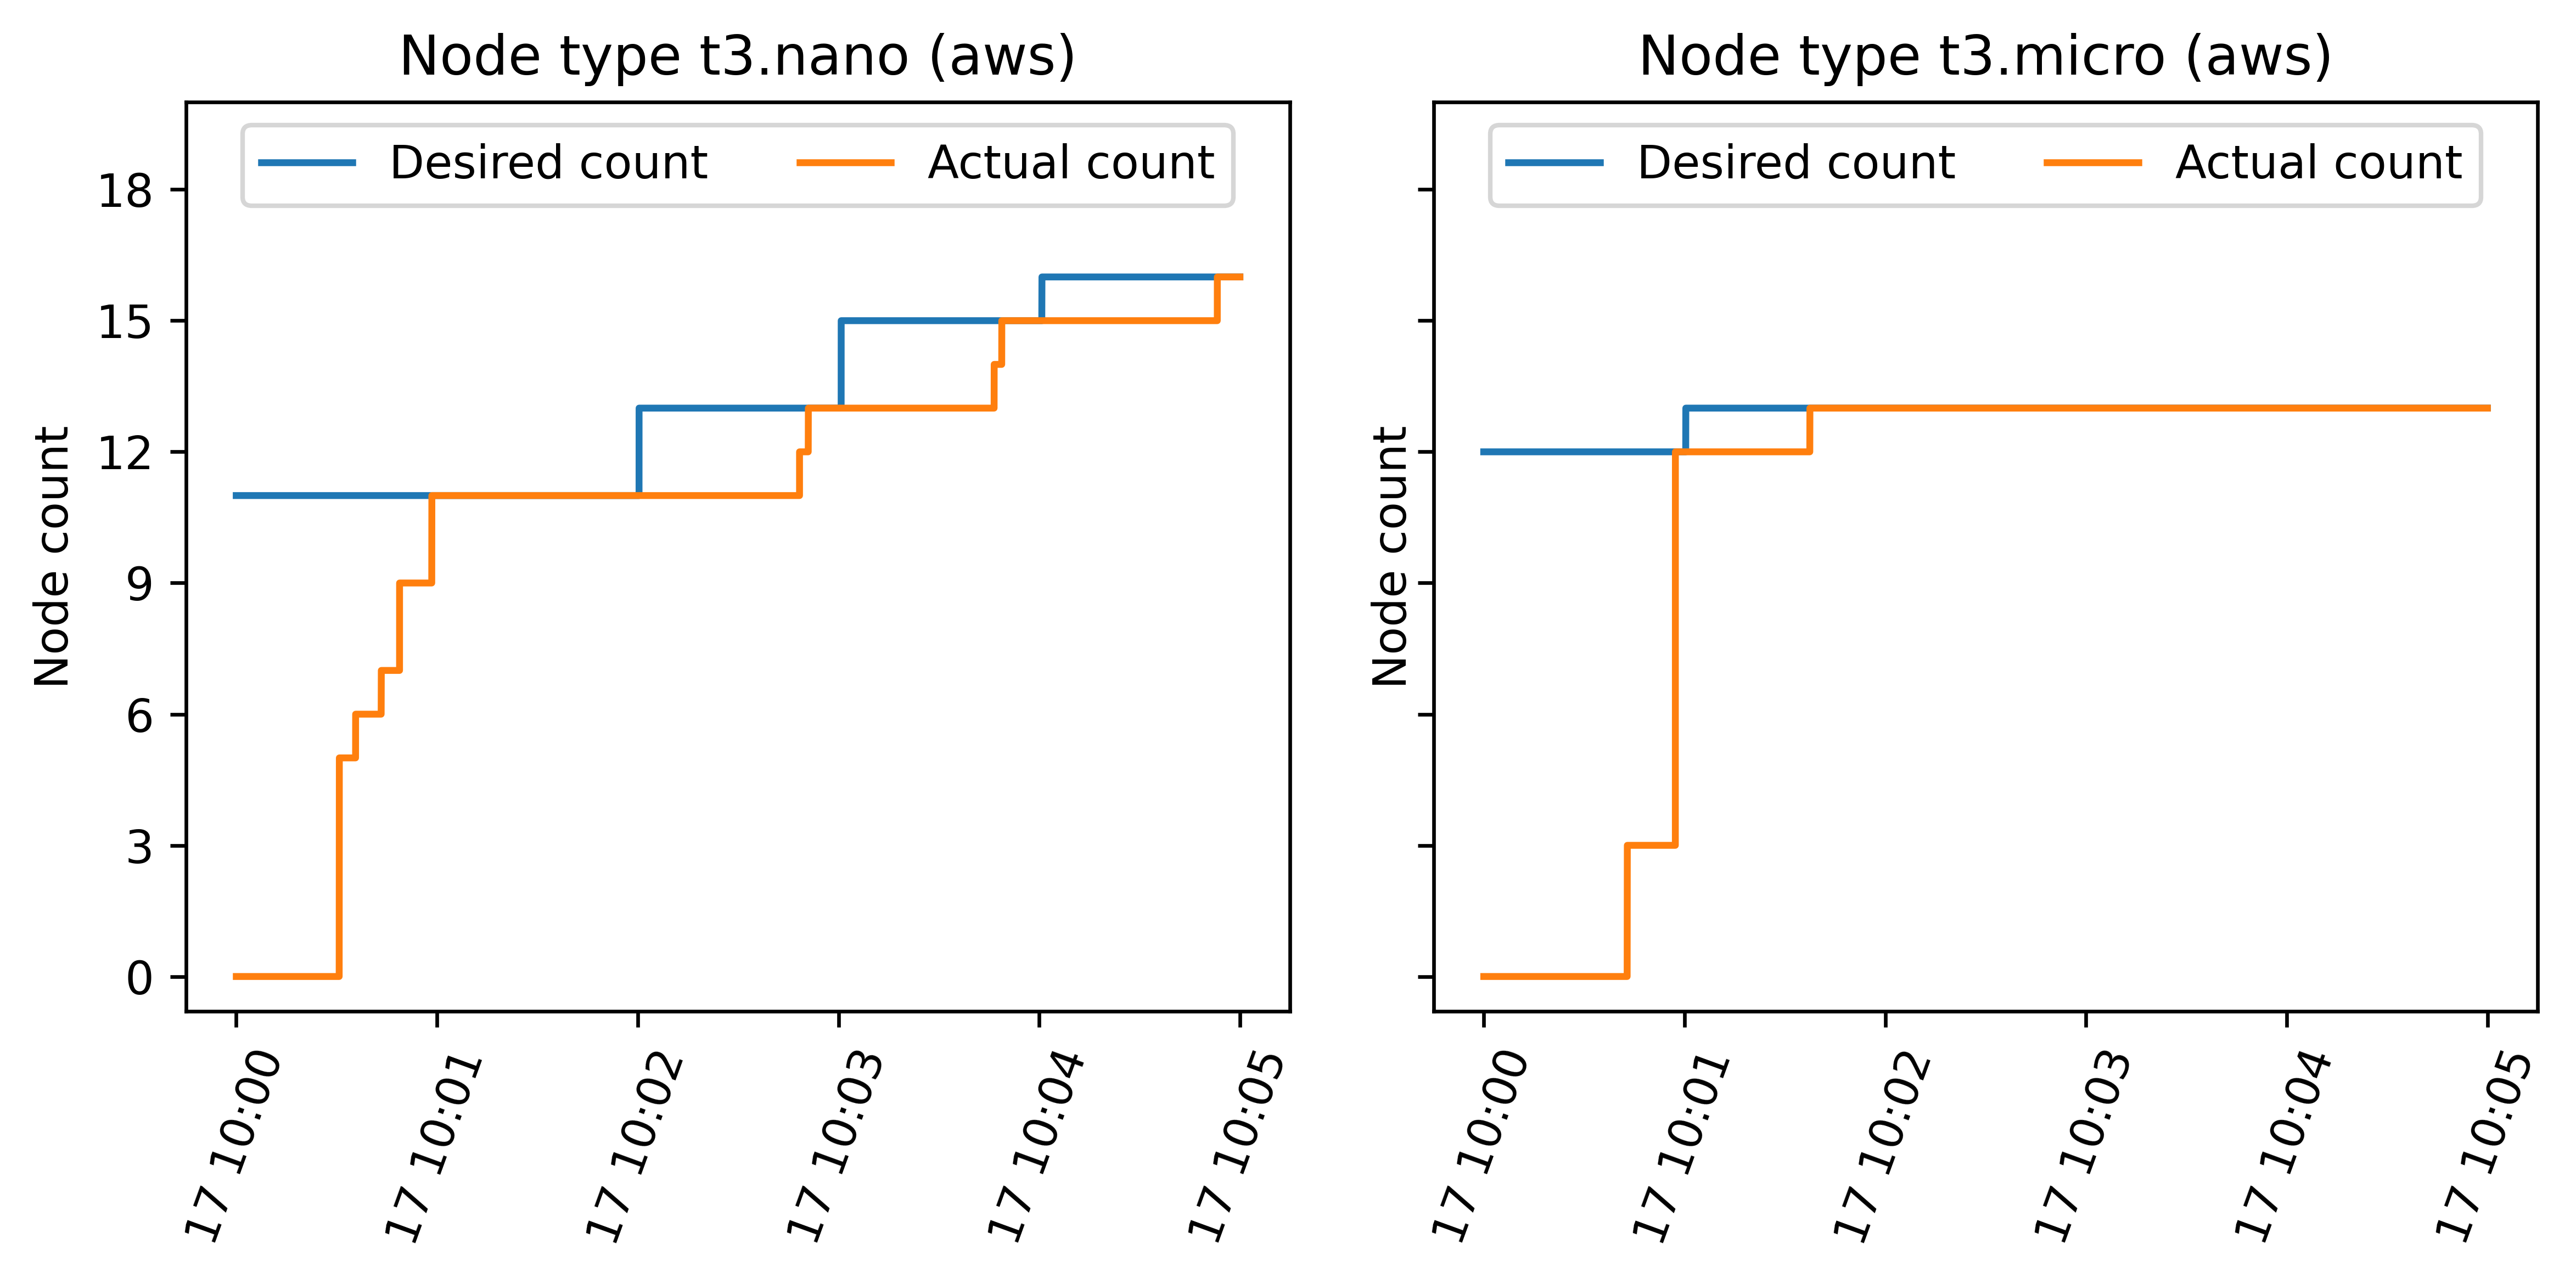 Node type t3.nano (aws)
Desired count
Actual count
Node count
18
15
12
9
6
3
0
17 10:00
17 10:01
17 10:02
17 10:03
17 10:04
17 10:05
Node type t3.micro (aws)
Desired count
Actual count
Node count
17 10:00
17 10:01
17 10:02
17 10:03
17 10:04
17 10:05